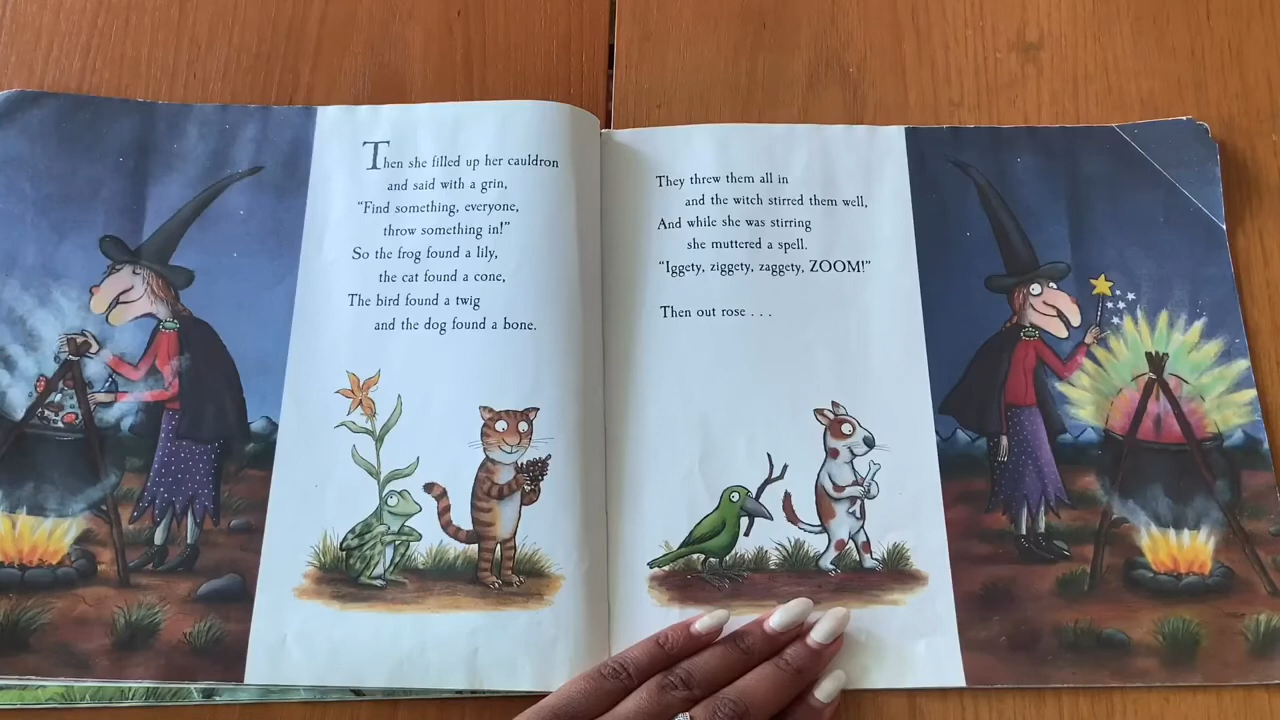 Then she filled up her cauldron
and said with a grin,
"Find something, everyone,
throw something in!"
So the frog found a lily,
the cat found a cone,
The bird found a twig
and the dog found a bone.
They threw them all in
and the witch stirred them well,
And while she was stirring
she muttered a spell.
"Iggety, ziggety, zaggety, ZOOM!"
Then out rose . . .